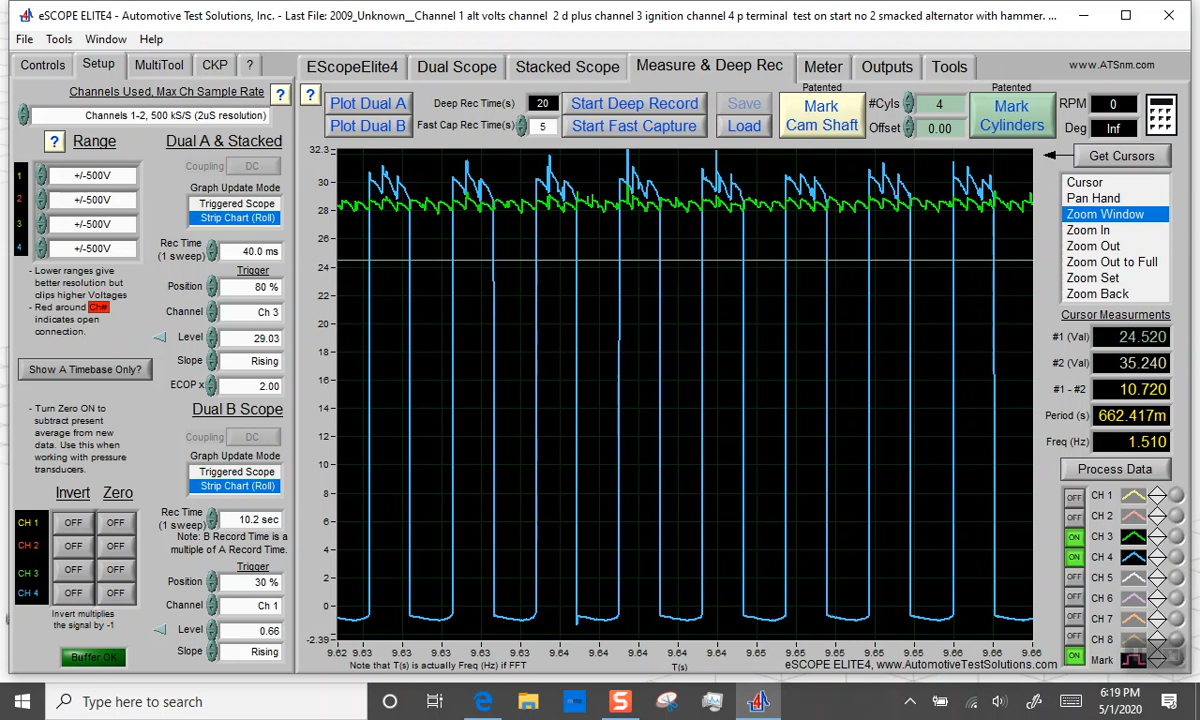 eSCOPE ELITE4 - Automotive Test Solutions, Inc. - Last File: 2009_Unknown__Channel 1 alt volts channel  2 d plus channel 3 ignition channel 4 p terminal  test on start no 2 smacked alternator with hammer. ...
File Tools Window Help
Controls Setup MultiTool CKP ?
EScopeElite4 Dual Scope Stacked Scope Measure & Deep Rec Meter Outputs Tools www.ATSnm.com
Channels Used, Max Ch Sample Rate ?
Channels 1-2, 500 kS/S (2uS resolution)
? Range
1 +/-500V
2 +/-500V
3 +/-500V
4 +/-500V
- Lower ranges give
better resolution but
clips higher Voltages
- Red around Ch#
indicates open
connection.
Show A Timebase Only?
- Turn Zero ON to
subtract present
average from new
data. Use this when
working with pressure
transducers.
Invert Zero
CH 1 OFF OFF
CH 2 OFF OFF
CH 3 OFF OFF
CH 4 OFF OFF
Invert multiplies
the signal by -1
Buffer OK
Dual A & Stacked
Coupling DC
Graph Update Mode
Triggered Scope
Strip Chart (Roll)
Rec Time
(1 sweep) 40.0 ms
Trigger
Position 80 %
Channel Ch 3
Level 29.03
Slope Rising
ECOP x 2.00
Dual B Scope
Coupling DC
Graph Update Mode
Triggered Scope
Strip Chart (Roll)
Rec Time
(1 sweep) 10.2 sec
Note: B Record Time is a
multiple of A Record Time.
Trigger
Position 30 %
Channel Ch 1
Level 0.66
Slope Rising
?
Plot Dual A
Plot Dual B
Deep Rec Time(s) 20
Fast Cap Rec Time(s) 5
Start Deep Record
Start Fast Capture
Save
Load
Patented
Mark
Cam Shaft
#Cyls 4
Offset 0.00
Patented
Mark
Cylinders
RPM 0
Deg Inf
32.3
30
28
26
24
22
20
18
16
14
12
10
8
6
4
2
0
-2.39
9.62 9.63 9.63 9.63 9.63 9.63 9.64 9.64 9.64 9.65 9.65 9.65 9.65 9.66 9.66 9.66
Note that T(s) is actually Freq (Hz) if FFT
T(s)
eSCOPE ELITE4, www.AutomotiveTestSolutions.com
Get Cursors
Cursor
Pan Hand
Zoom Window
Zoom In
Zoom Out
Zoom Out to Full
Zoom Set
Zoom Back
Cursor Measurments
#1 (Val) 24.520
#2 (Val) 35.240
#1 - #2 10.720
Period (s) 662.417m
Freq (Hz) 1.510
Process Data
OFF CH 1
OFF CH 2
ON CH 3
ON CH 4
OFF CH 5
OFF CH 6
OFF CH 7
OFF CH 8
ON Mark
Type here to search
6:19 PM
5/1/2020